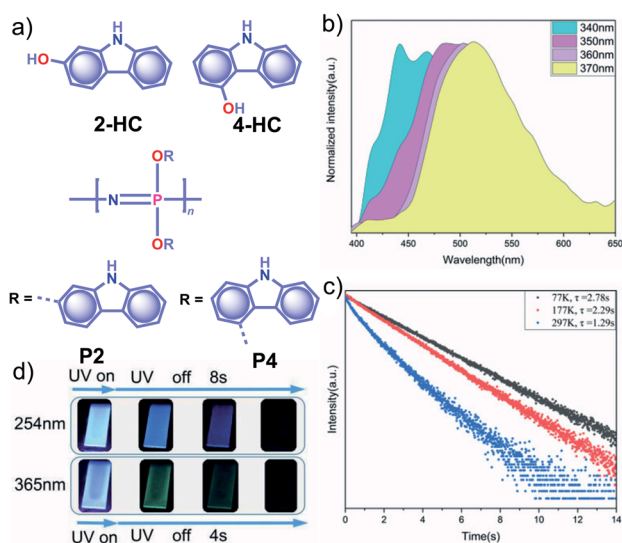 a)
H
N
HO
2-HC
H
N
OH
4-HC
OR
N P n
OR
R =
H
N
P2
R =
H
N
P4
b)
Normalized intensity(a.u.)
340nm
350nm
360nm
370nm
400 450 500 550 600 650
Wavelength(nm)
c)
Intensity(a.u.)
77K, τ=2.78s
177K, τ=2.29s
297K, τ=1.29s
0 2 4 6 8 10 12 14
Time(s)
d)
UV on UV off 8s
254nm
365nm
UV on UV off 4s